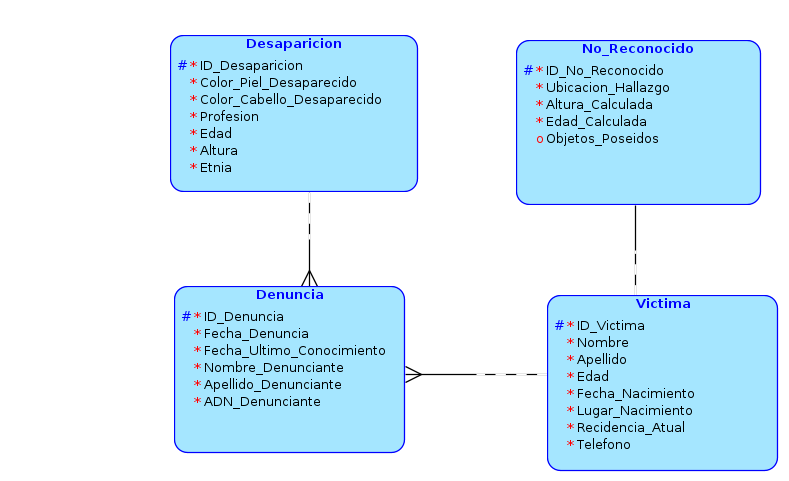 Desaparicion
#*ID_Desaparicion
*Color_Piel_Desaparecido
*Color_Cabello_Desaparecido
*Profesion
*Edad
*Altura
*Etnia
No_Reconocido
#*ID_No_Reconocido
*Ubicacion_Hallazgo
*Altura_Calculada
*Edad_Calculada
oObjetos_Poseidos
Denuncia
#*ID_Denuncia
*Fecha_Denuncia
*Fecha_Ultimo_Conocimiento
*Nombre_Denunciante
*Apellido_Denunciante
*ADN_Denunciante
Victima
#*ID_Victima
*Nombre
*Apellido
*Edad
*Fecha_Nacimiento
*Lugar_Nacimiento
*Recidencia_Atual
*Telefono